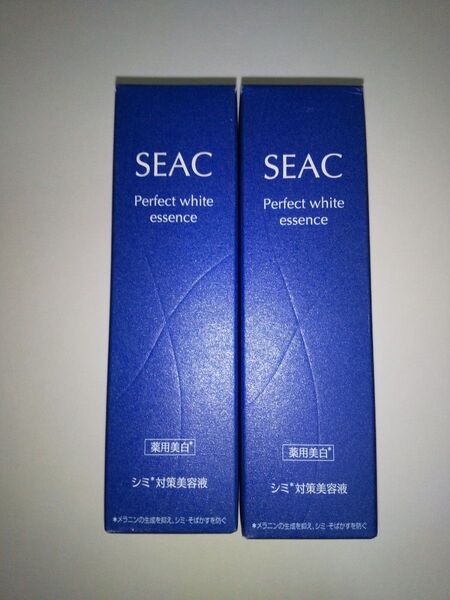 SEAC
Perfect white
essence
薬用美白*
シミ*対策美容液
*メラニンの生成を抑え、シミ・そばかすを防ぐ
SEAC
Perfect white
essence
薬用美白*
シミ*対策美容液
*メラニンの生成を抑え、シミ・そばかすを防ぐ